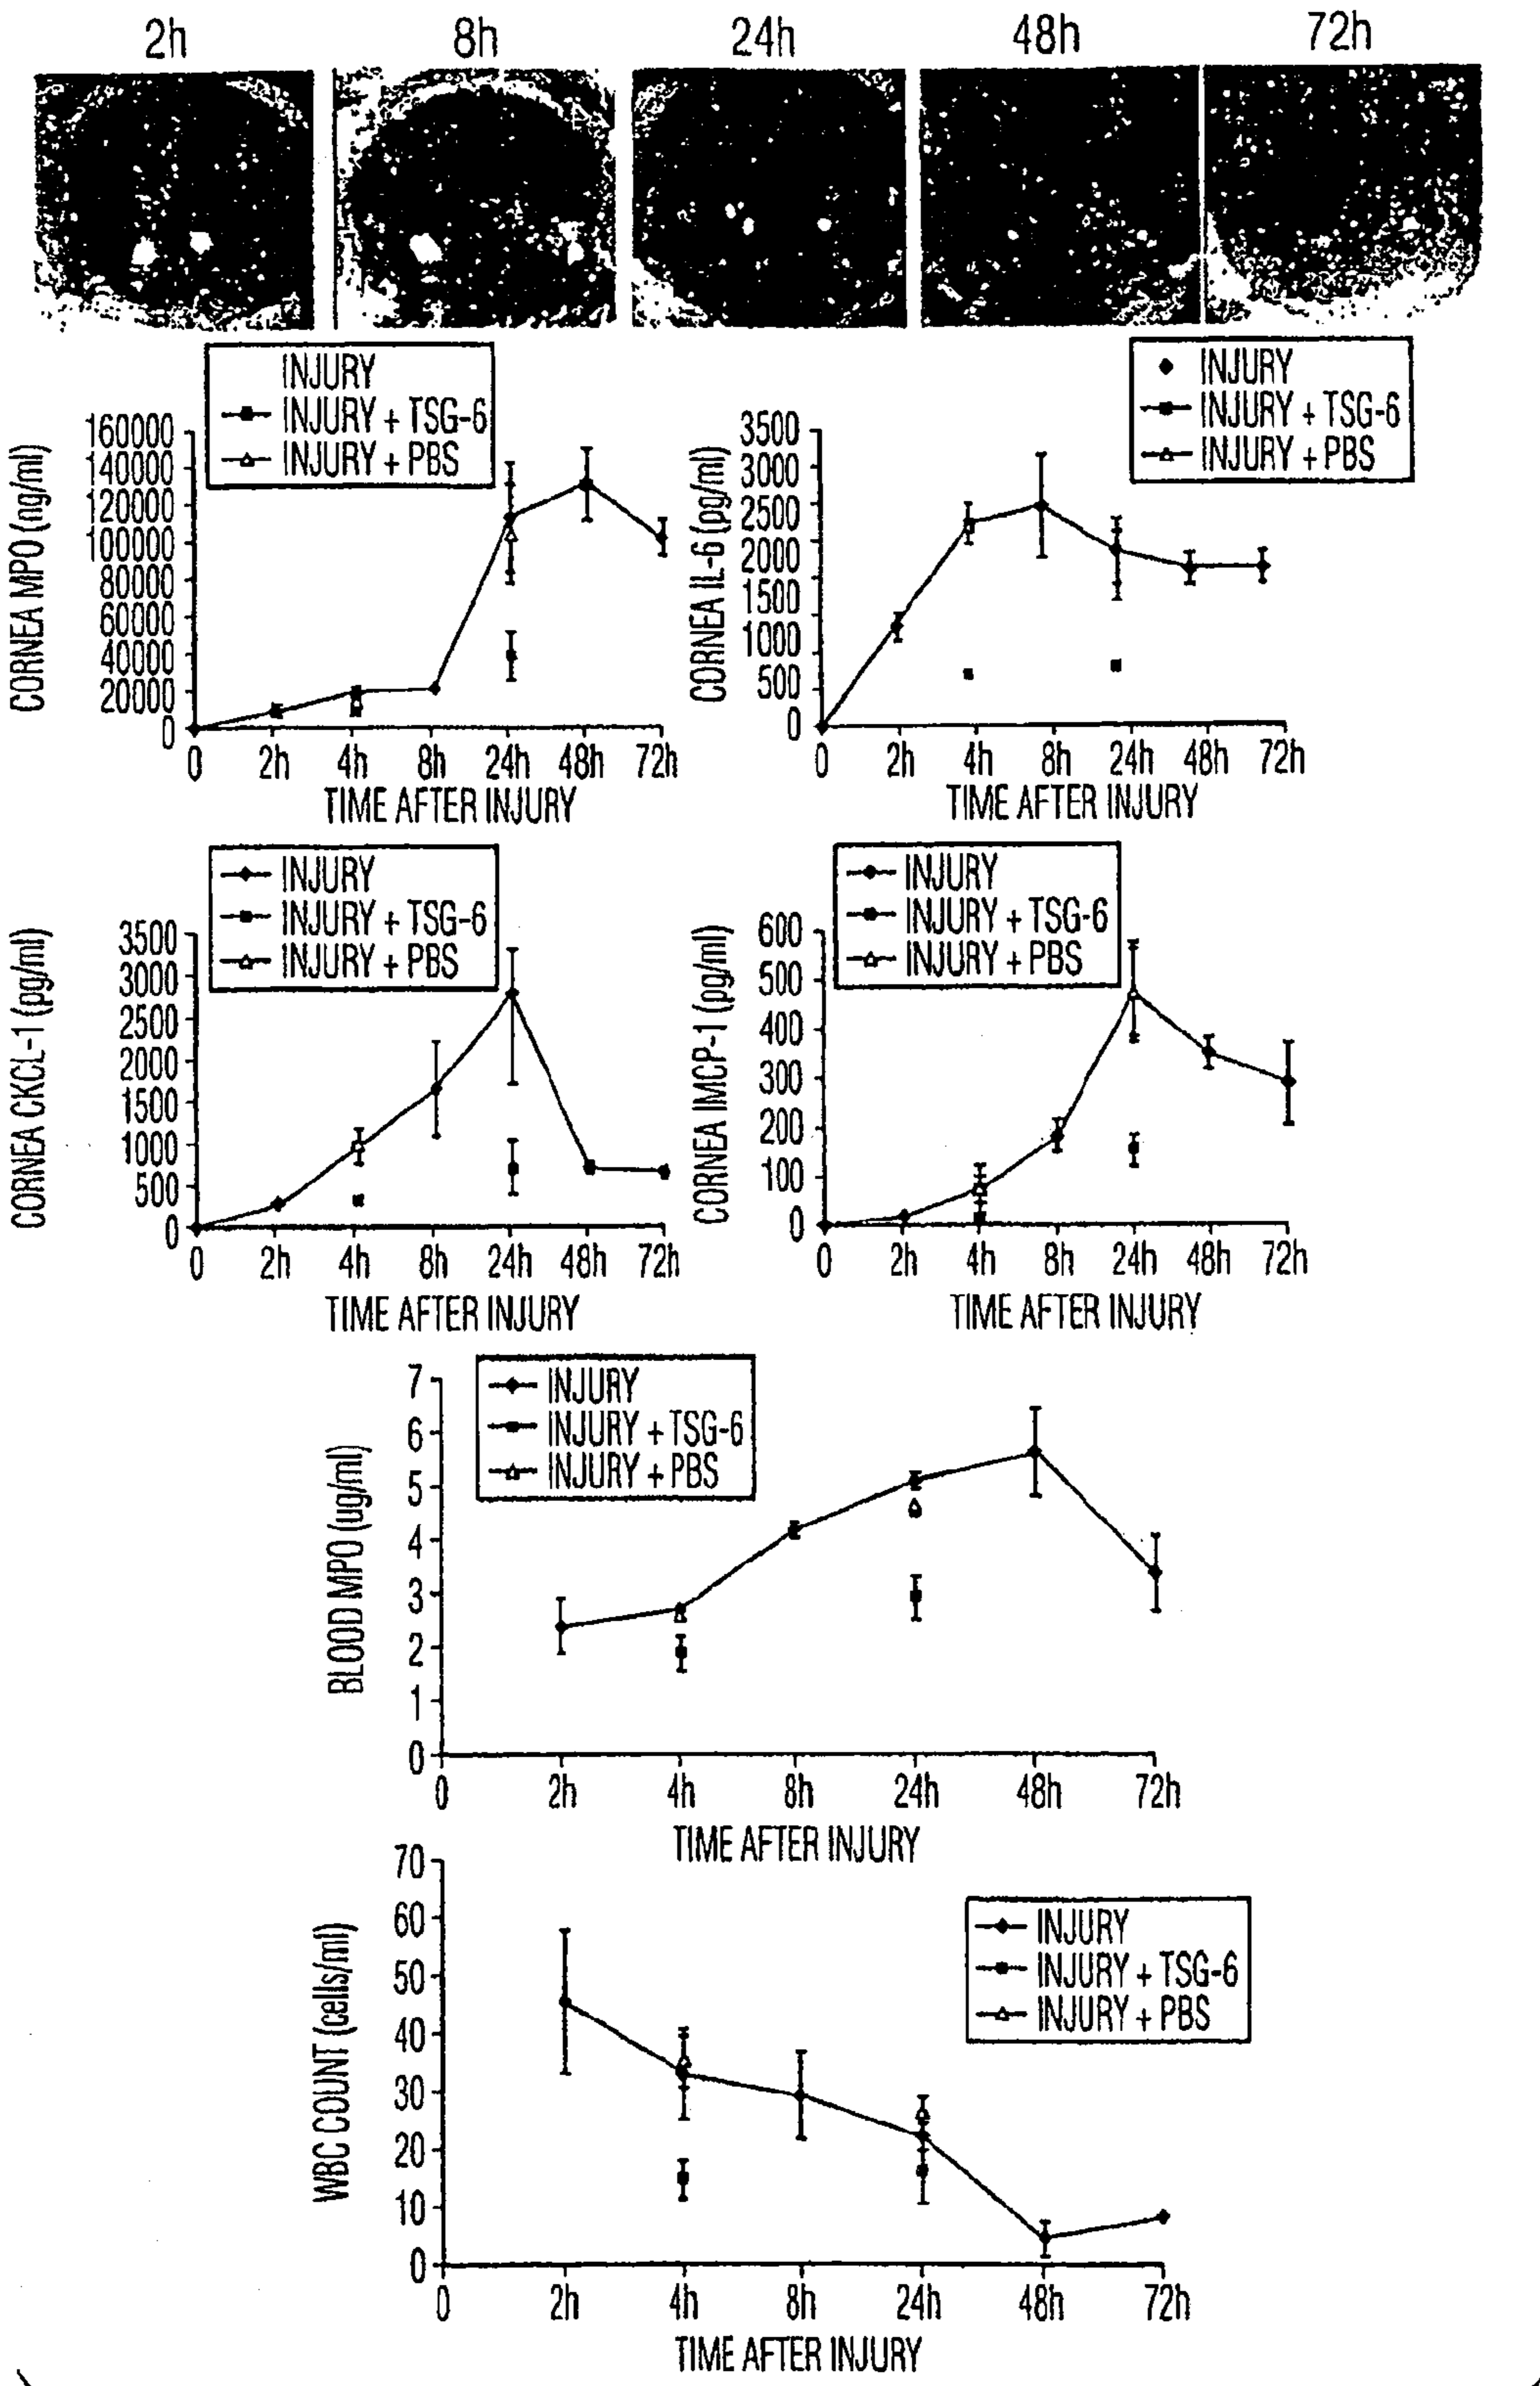 2h 8h 24h 48h 72h
INJURY
INJURY + TSG-6
INJURY + PBS
CORNEA MPO (ng/ml)
160000
140000
120000
100000
80000
60000
40000
20000
0
0 2h 4h 8h 24h 48h 72h
TIME AFTER INJURY
INJURY
INJURY + TSG-6
INJURY + PBS
CORNEA IL-6 (pg/ml)
3500
3000
2500
2000
1500
1000
500
0
0 2h 4h 8h 24h 48h 72h
TIME AFTER INJURY
INJURY
INJURY + TSG-6
INJURY + PBS
CORNEA CKCL-1 (pg/ml)
3500
3000
2500
2000
1500
1000
500
0
0 2h 4h 8h 24h 48h 72h
TIME AFTER INJURY
INJURY
INJURY + TSG-6
INJURY + PBS
CORNEA IMCP-1 (pg/ml)
600
500
400
300
200
100
0
0 2h 4h 8h 24h 48h 72h
TIME AFTER INJURY
INJURY
INJURY + TSG-6
INJURY + PBS
BLOOD MPO (ug/ml)
7
6
5
4
3
2
1
0
0 2h 4h 8h 24h 48h 72h
TIME AFTER INJURY
INJURY
INJURY + TSG-6
INJURY + PBS
WBC COUNT (cells/ml)
70
60
50
40
30
20
10
0
0 2h 4h 8h 24h 48h 72h
TIME AFTER INJURY